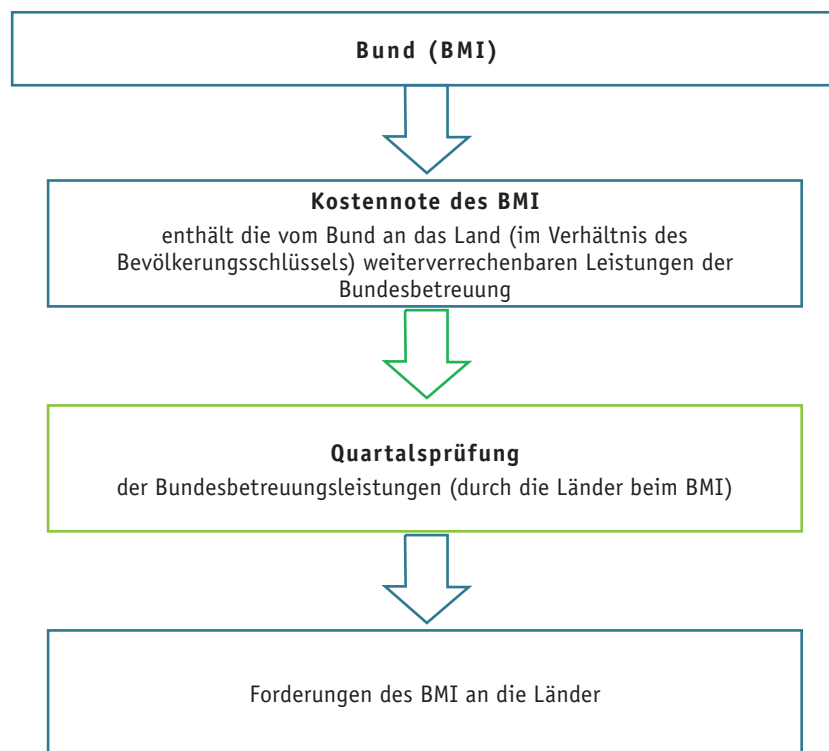 Bund (BMI)
Kostennote des BMI
enthält die vom Bund an das Land (im Verhältnis des
Bevölkerungsschlüssels) weiterverrechenbaren Leistungen der
Bundesbetreuung
Quartalsprüfung
der Bundesbetreuungsleistungen (durch die Länder beim BMI)
Forderungen des BMI an die Länder